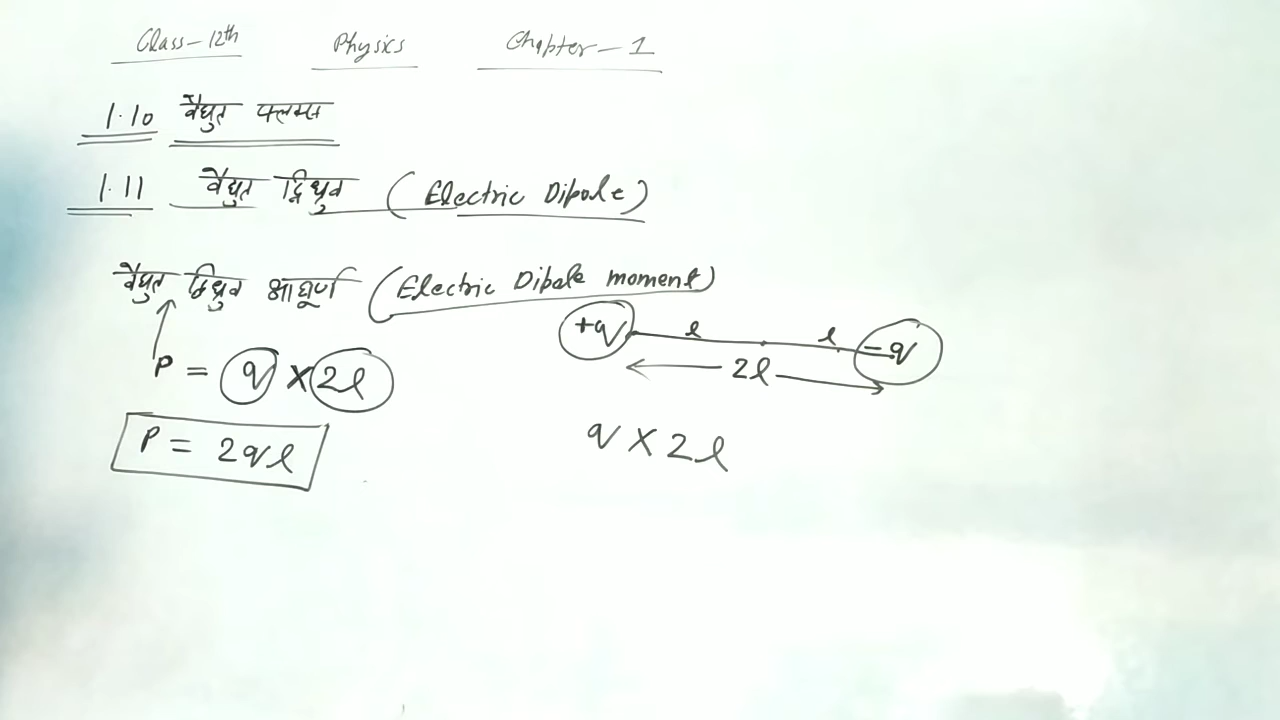 Class-12th Physics Chapter-1
1.10 वैद्युत फ्लक्स
1.11 वैद्युत द्विध्रुव (Electric Dipole)
वैद्युत द्विध्रुव आघूर्ण (Electric Dipole moment)
+q l l -q
2l
P = q × 2l
P = 2ql
q × 2l